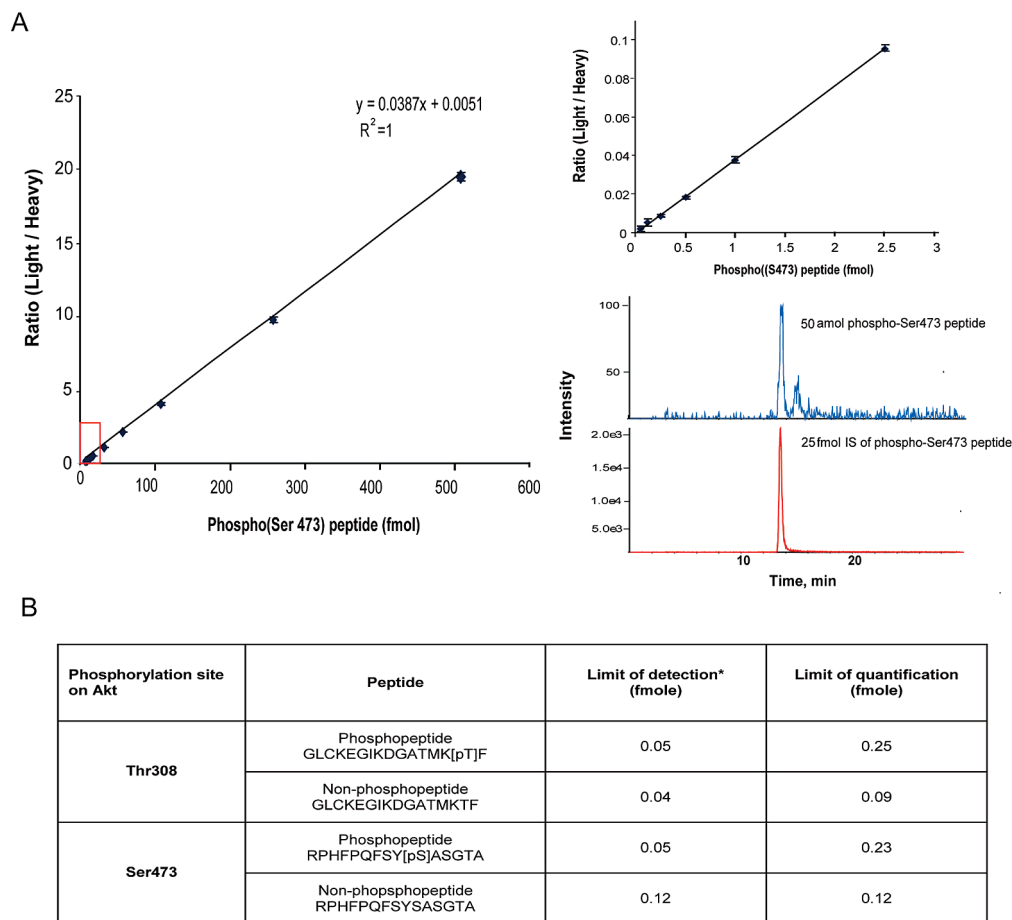 A
25
20
15
10
5
0
0
100
200
300
400
500
600
Ratio (Light / Heavy)
Phospho(Ser 473) peptide (fmol)
y = 0.0387x + 0.0051
R2 =1
0.1
0.08
0.06
0.04
0.02
0
0
0.5
1
1.5
2
2.5
3
Ratio (Light / Heavy)
Phospho((S473) peptide (fmol)
100
50
50 amol phospho-Ser473 peptide
Intensity
2.0e3
1.5e4
1.0e4
5.0e3
25 fmol IS of phospho-Ser473 peptide
10
20
Time, min
B
Phosphorylation site
on Akt
Peptide
Limit of detection*
(fmole)
Limit of quantification
(fmole)
Thr308
Phosphopeptide
GLCKEGIKDGATMK[pT]F
0.05
0.25
Non-phosphopeptide
GLCKEGIKDGATMKTF
0.04
0.09
Ser473
Phosphopeptide
RPHFPQFSY[pS]ASGTA
0.05
0.23
Non-phopsphopeptide
RPHFPQFSYSASGTA
0.12
0.12